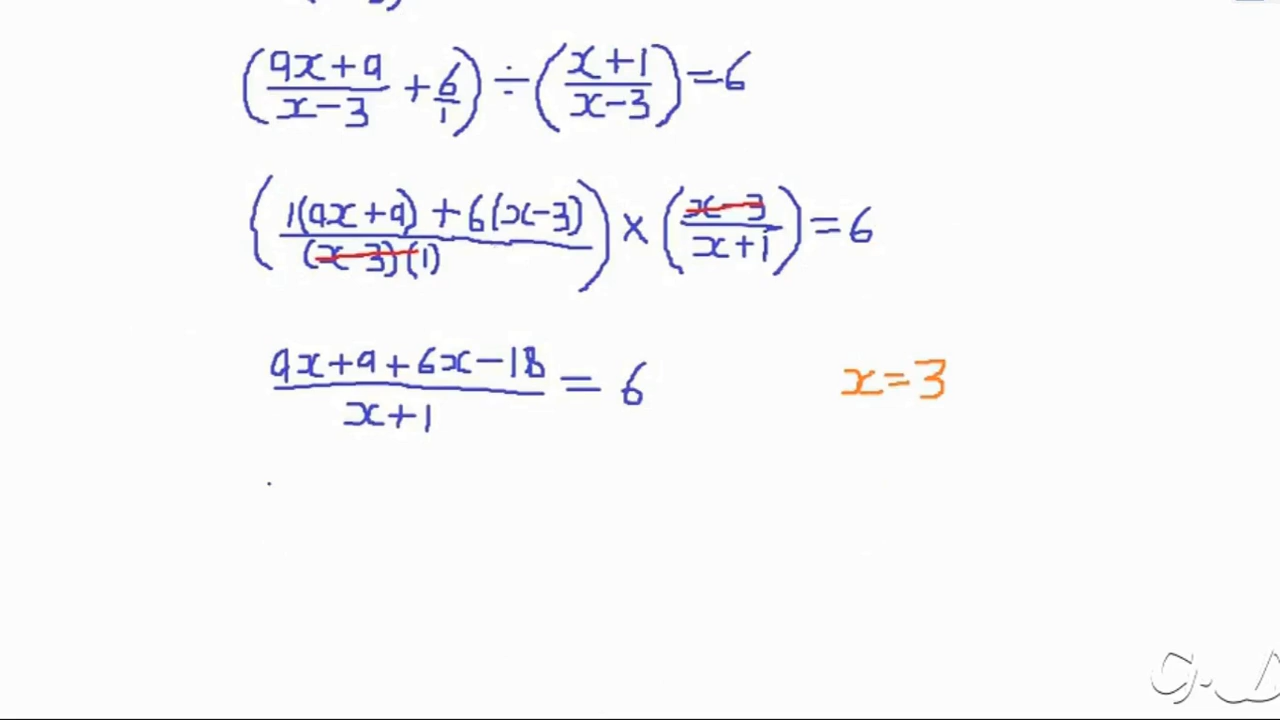 (9x+9/x-3 + 6/1) ÷ (x+1/x-3) = 6
(1(9x+9) + 6(x-3)/(x-3)(1)) × (x-3/x+1) = 6
9x+9+6x-18/x+1 = 6
x=3
G.D